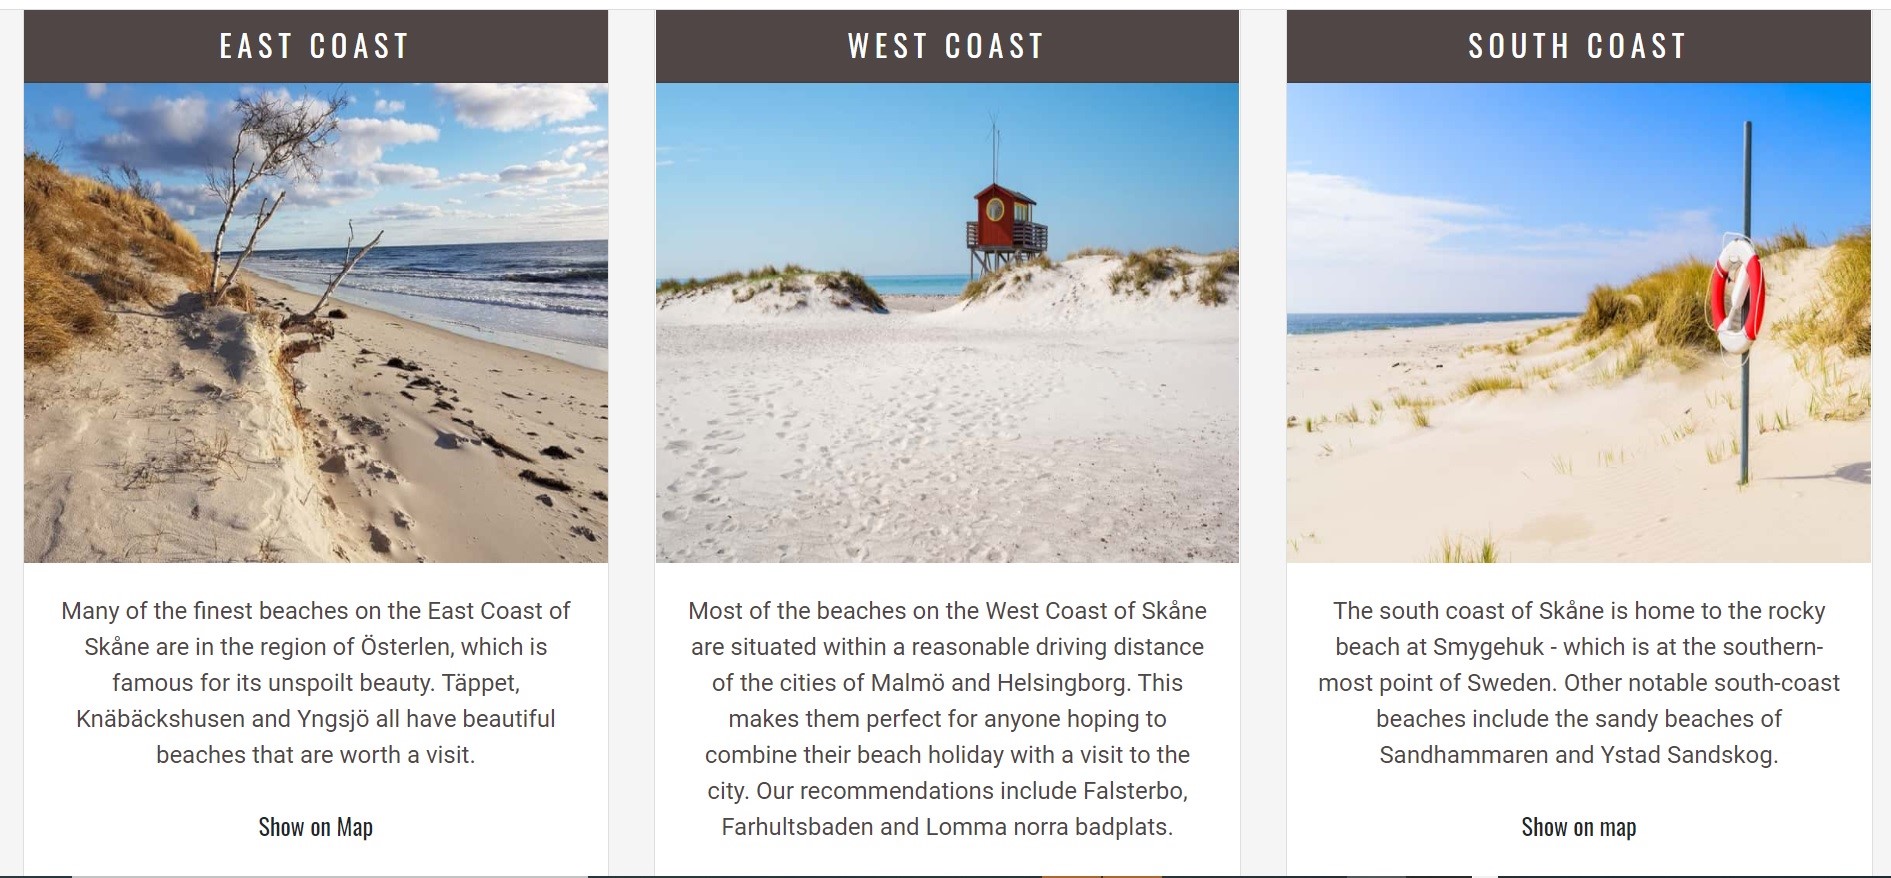 EAST COAST
Many of the finest beaches on the East Coast of
Skåne are in the region of Österlen, which is
famous for its unspoilt beauty. Täppet,
Knäbäckshusen and Yngsjö all have beautiful
beaches that are worth a visit.
Show on Map
WEST COAST
Most of the beaches on the West Coast of Skåne
are situated within a reasonable driving distance
of the cities of Malmö and Helsingborg. This
makes them perfect for anyone hoping to
combine their beach holiday with a visit to the
city. Our recommendations include Falsterbo,
Farhultsbaden and Lomma norra badplats.
SOUTH COAST
The south coast of Skåne is home to the rocky
beach at Smygehuk - which is at the southern-
most point of Sweden. Other notable south-coast
beaches include the sandy beaches of
Sandhammaren and Ystad Sandskog.
Show on map